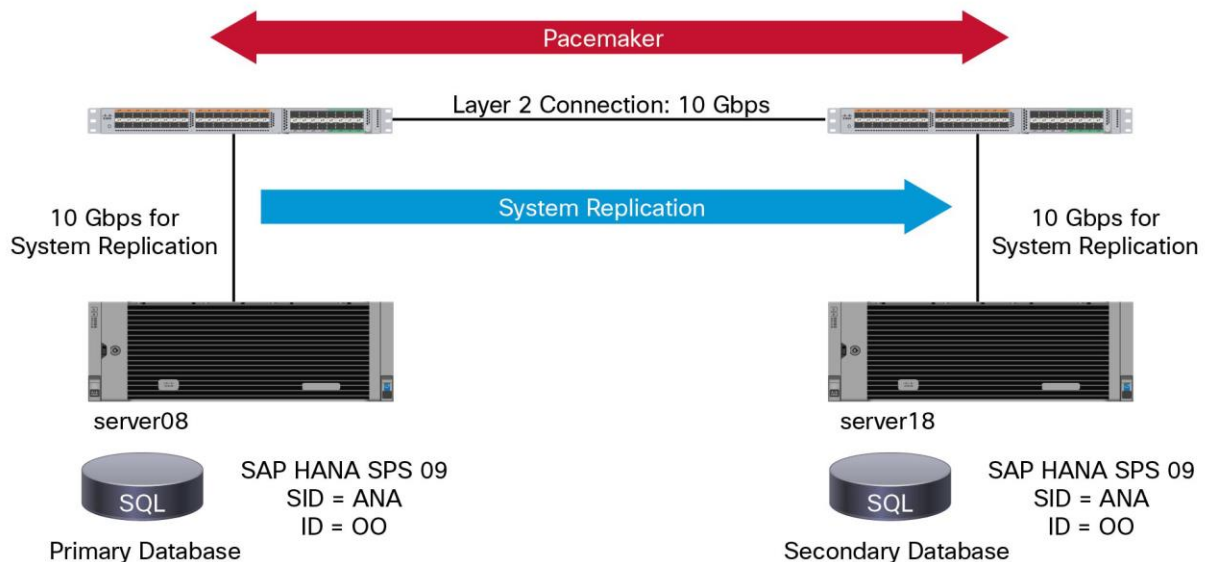 Pacemaker
Layer 2 Connection: 10 Gbps
System Replication
10 Gbps for
System Replication
10 Gbps for
System Replication
server08
server18
SQL
SAP HANA SPS 09
SID = ANA
ID = OO
Primary Database
SQL
SAP HANA SPS 09
SID = ANA
ID = OO
Secondary Database